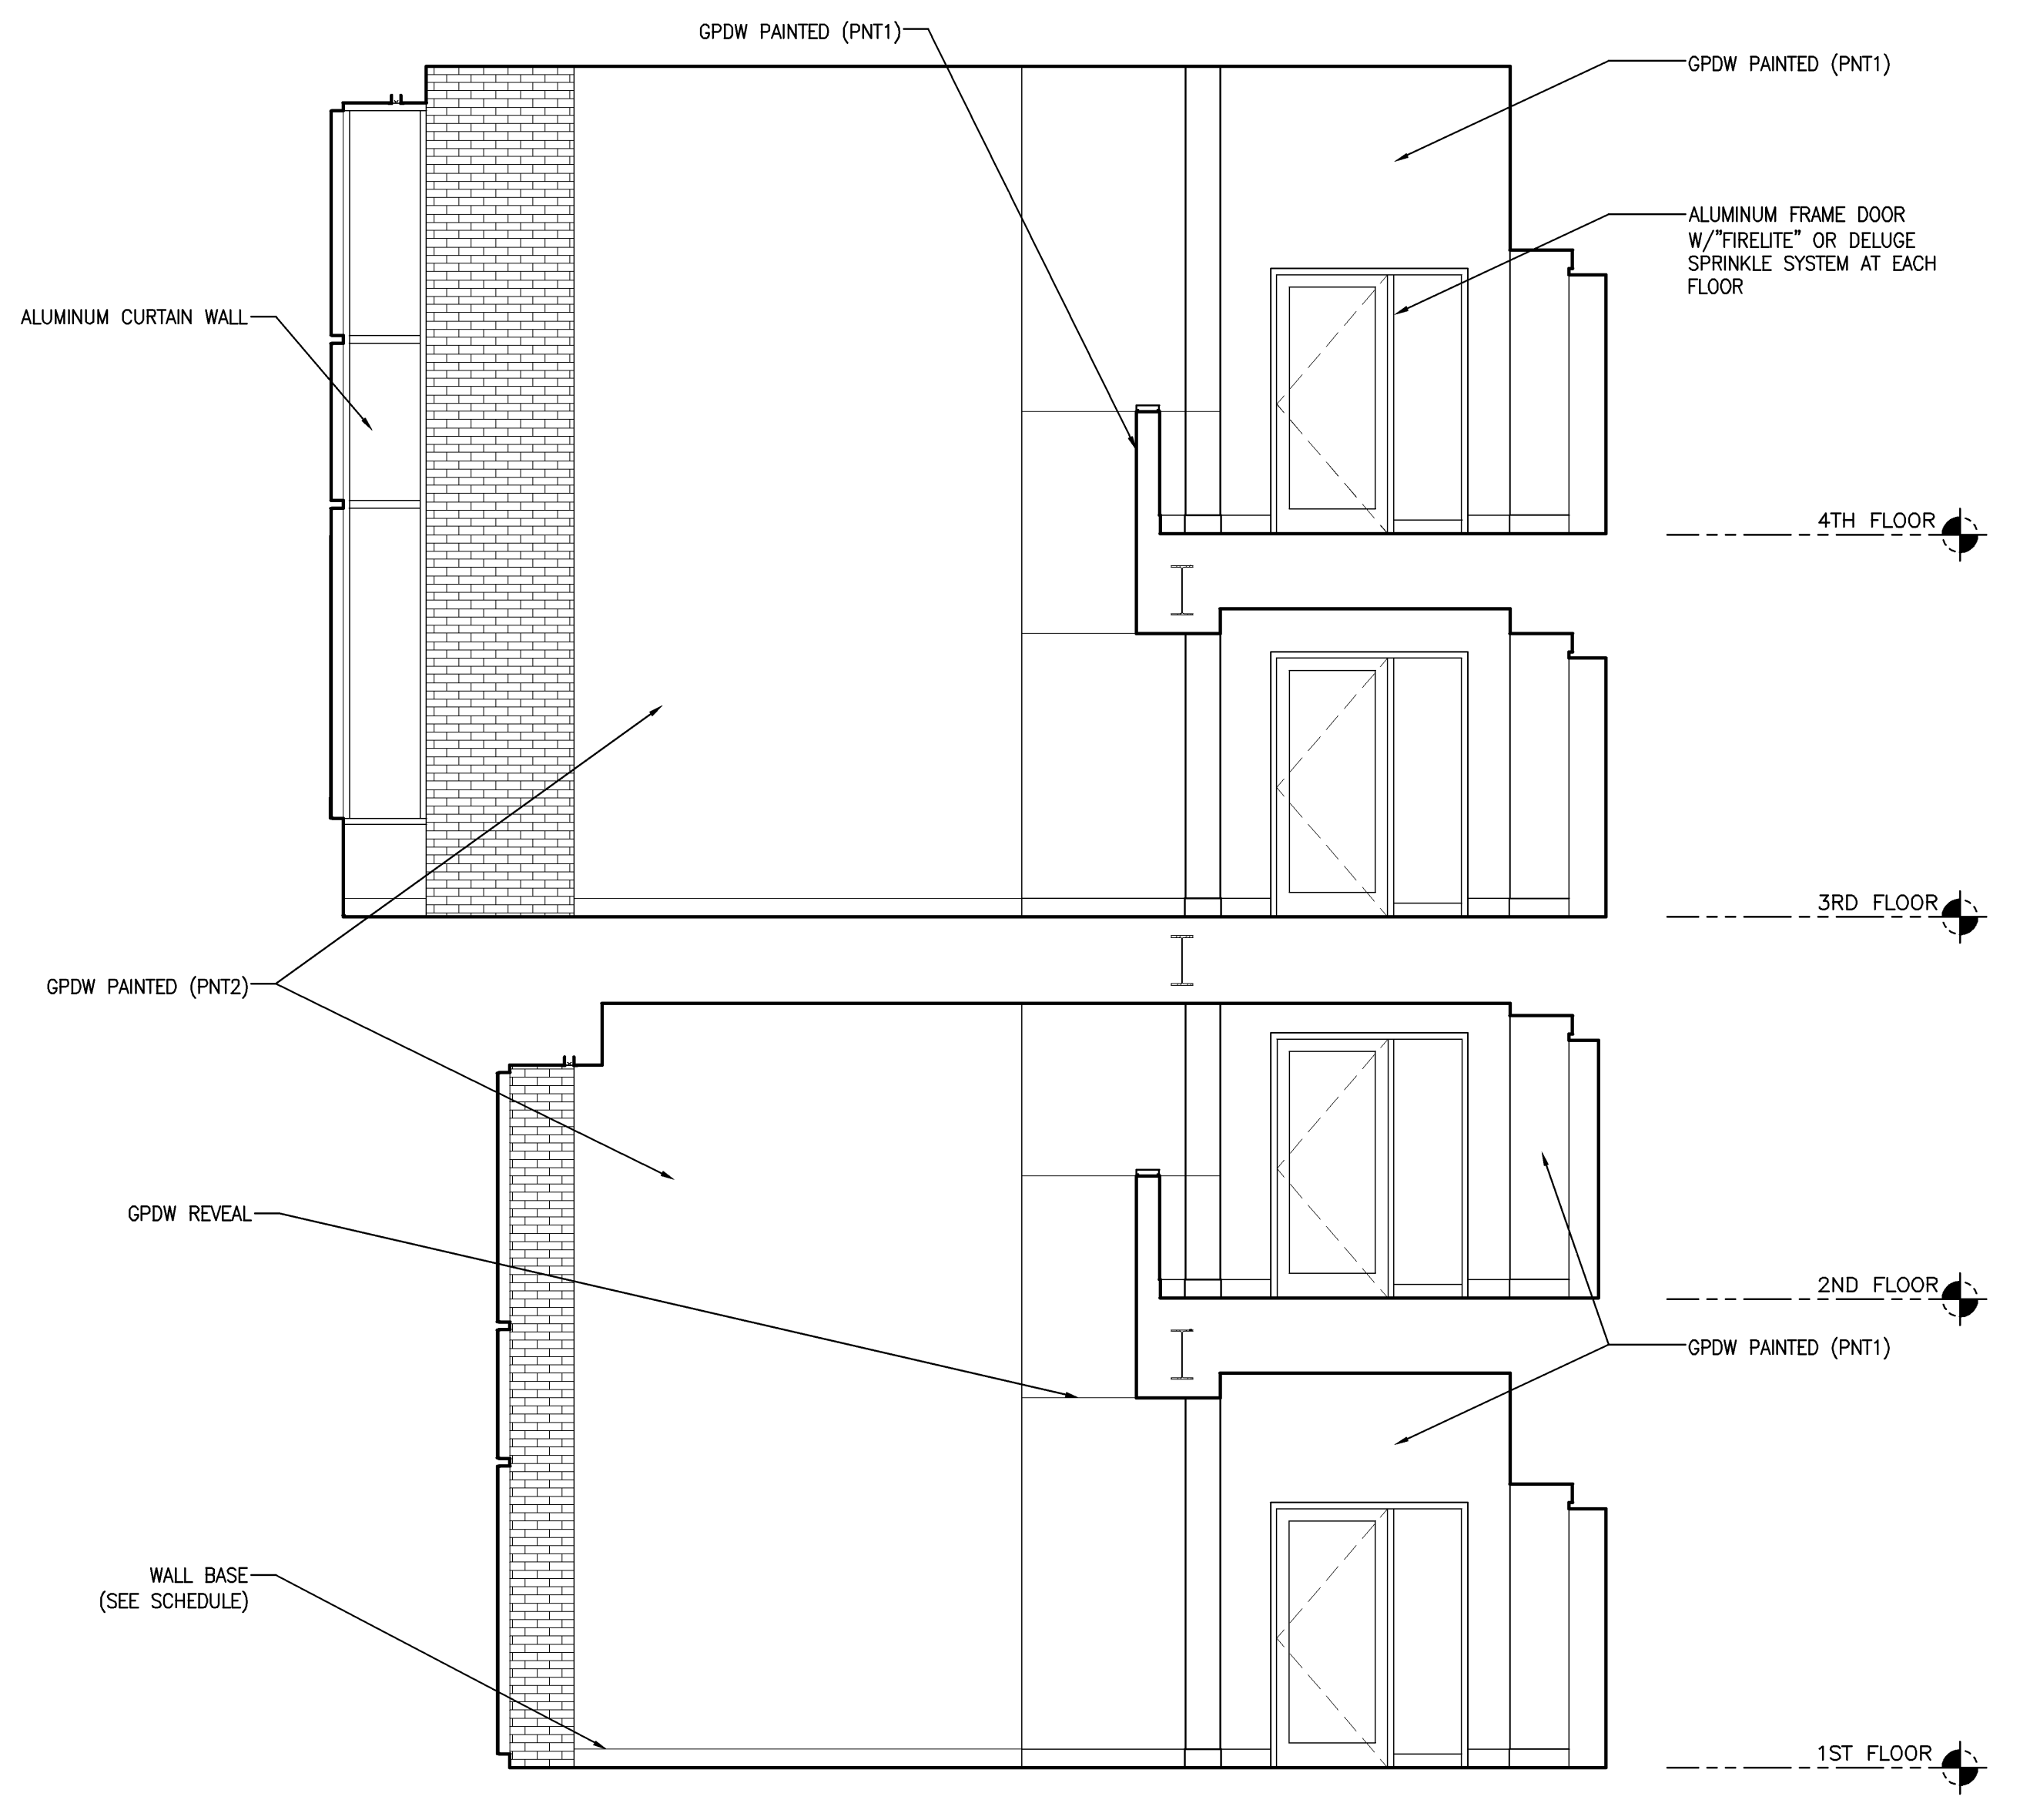 GPDW PAINTED (PNT1)
GPDW PAINTED (PNT1)
ALUMINUM FRAME DOOR
W/"FIRELITE" OR DELUGE
SPRINKLE SYSTEM AT EACH
FLOOR
ALUMINUM CURTAIN WALL
4TH FLOOR
3RD FLOOR
GPDW PAINTED (PNT2)
GPDW REVEAL
2ND FLOOR
GPDW PAINTED (PNT1)
WALL BASE
(SEE SCHEDULE)
1ST FLOOR